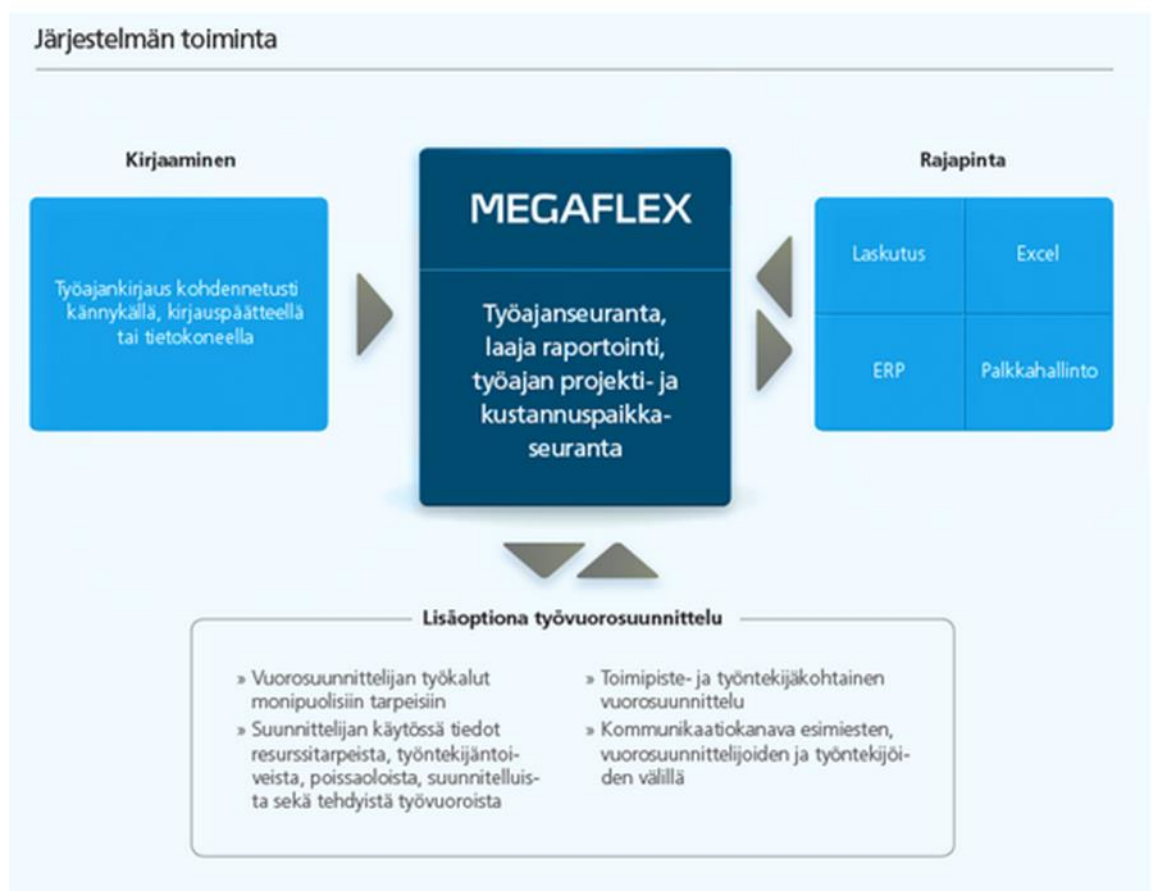 Järjestelmän toiminta
Kirjaaminen
Työajankirjaus kohdennetusti
kännykällä, kirjauspäätteellä
tai tietokoneella
MEGAFLEX
Työajanseuranta,
laaja raportointi,
työajan projekti- ja
kustannuspaikka-
seuranta
Rajapinta
Laskutus
Excel
ERP
Palkkahallinto
Lisäoptiona työvuorosuunnittelu
» Vuorosuunnittelijan työkalut
monipuolisiin tarpeisiin
» Suunnittelijan käytössä tiedot
resurssitarpeista, työntekijäntoi-
veista, poissaoloista, suunnitelluis-
ta sekä tehdyistä työvuoroista
» Toimipiste- ja työntekijäkohtainen
vuorosuunnittelu
» Kommunikaatiokanava esimiesten,
vuorosuunnittelijoiden ja työntekijöi-
den välillä